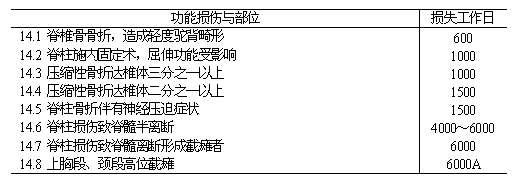 功能损伤与部位 损失工作日
14.1 脊椎骨骨折，造成轻度驼背畸形 600
14.2 脊柱施内固定术，屈伸功能受影响 1000
14.3 压缩性骨折达椎体三分之一以上 1000
14.4 压缩性骨折达椎体二分之一以上 1500
14.5 脊柱骨折伴有神经压迫症状 1500
14.6 脊柱损伤致脊髓半离断 4000～6000
14.7 脊柱损伤致脊髓离断形成截瘫者 6000
14.8 上胸段、颈段高位截瘫 6000A